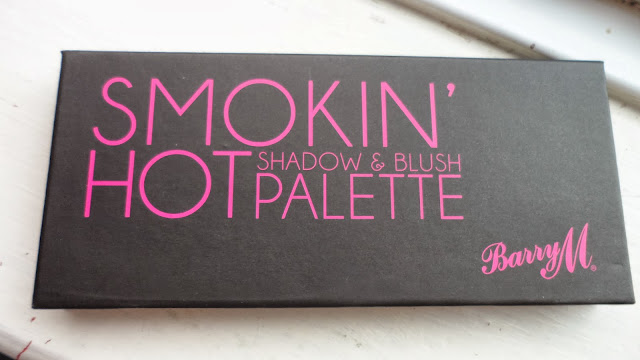 SMOKIN'
HOT SHADOW & BLUSH PALETTE
Barry M®